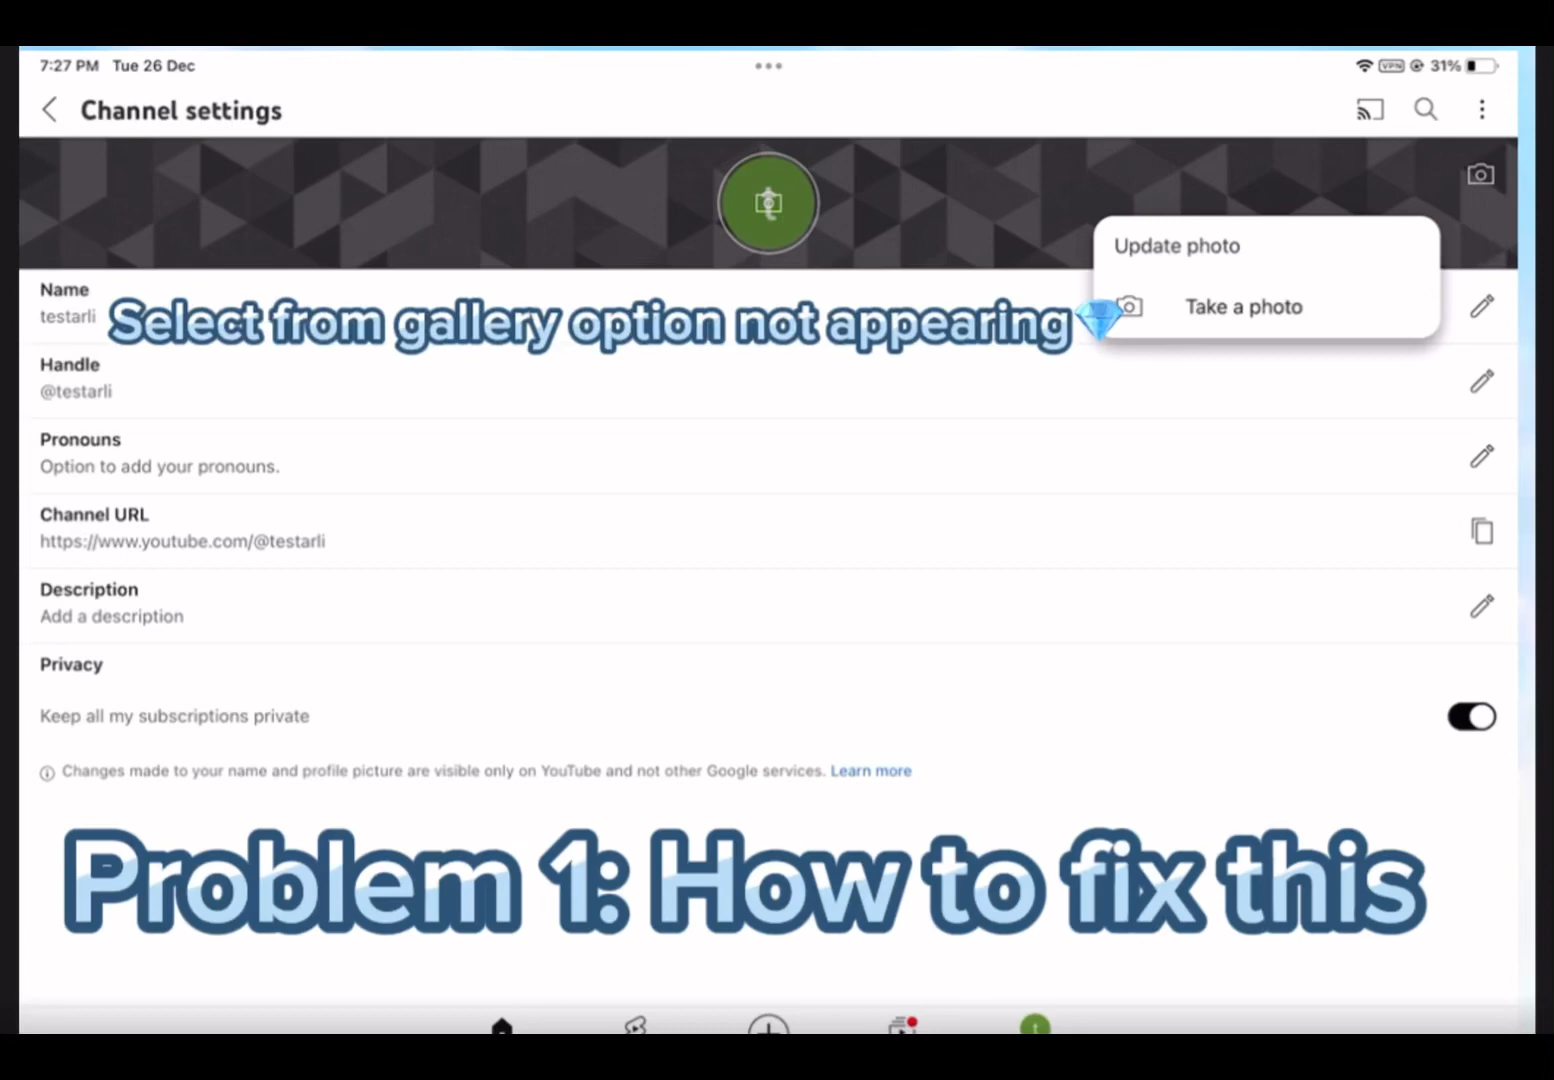 7:27 PM Tue 26 Dec
VPN 31%
Channel settings
Update photo
Take a photo
Name
testarli
Select from gallery option not appearing
Handle
@testarli
Pronouns
Option to add your pronouns.
Channel URL
https://www.youtube.com/@testarli
Description
Add a description
Privacy
Keep all my subscriptions private
Changes made to your name and profile picture are visible only on YouTube and not other Google services. Learn more
Problem 1: How to fix this
t